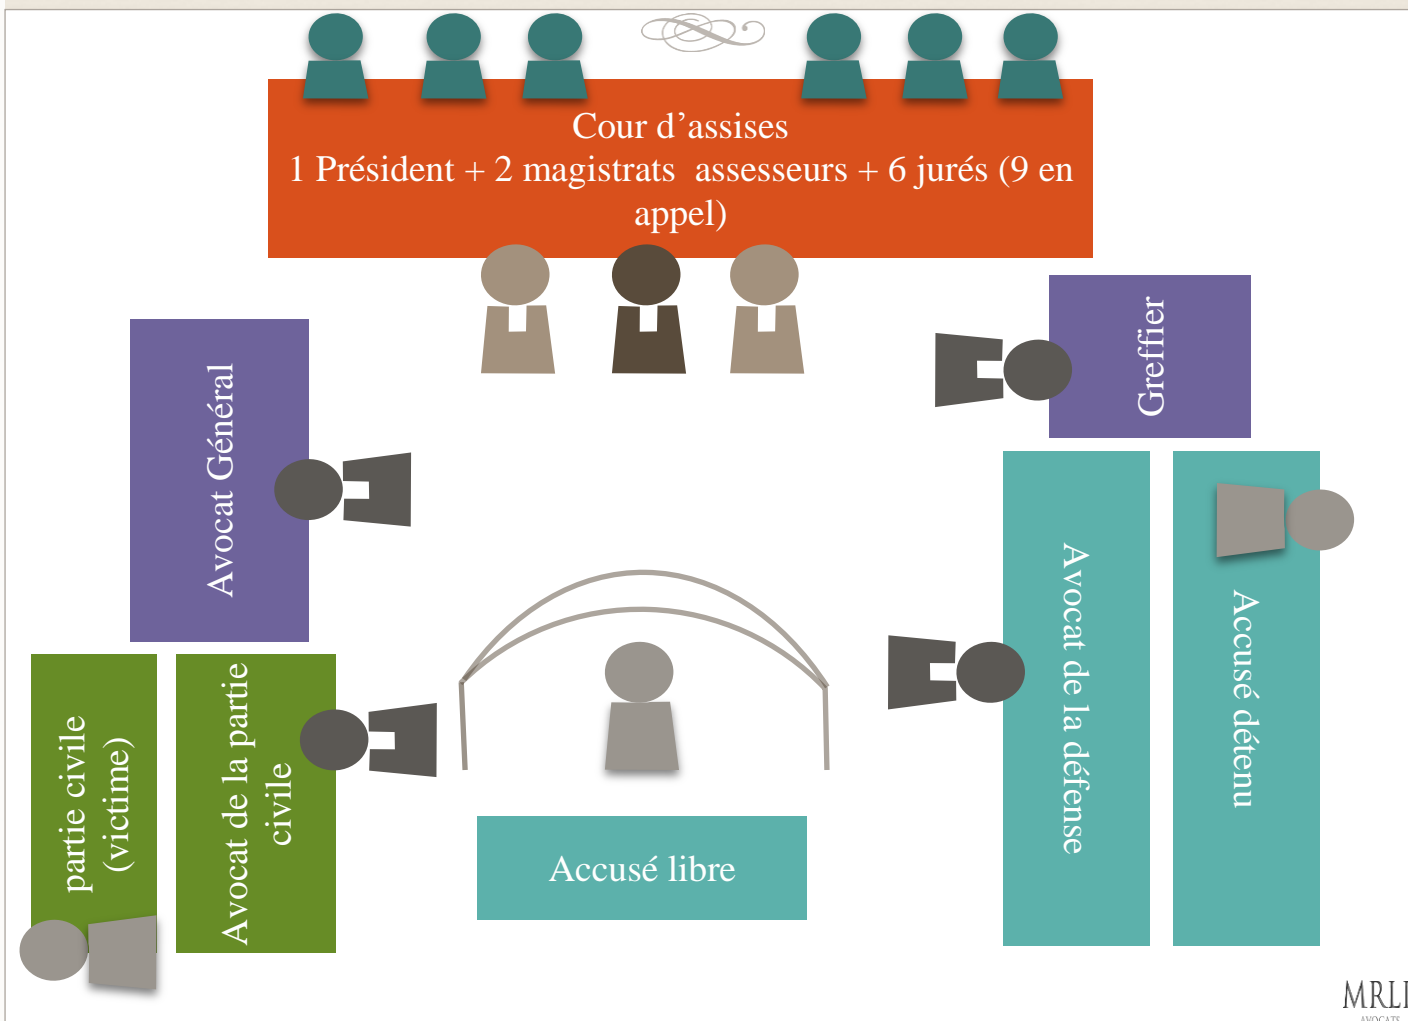 Cour d’assises
1 Président + 2 magistrats  assesseurs + 6 jurés (9 en
appel)
Greffier
Avocat Général
Avocat de la défense
Accusé détenu
partie civile
(victime)
Avocat de la partie
civile
Accusé libre
AVOCATS